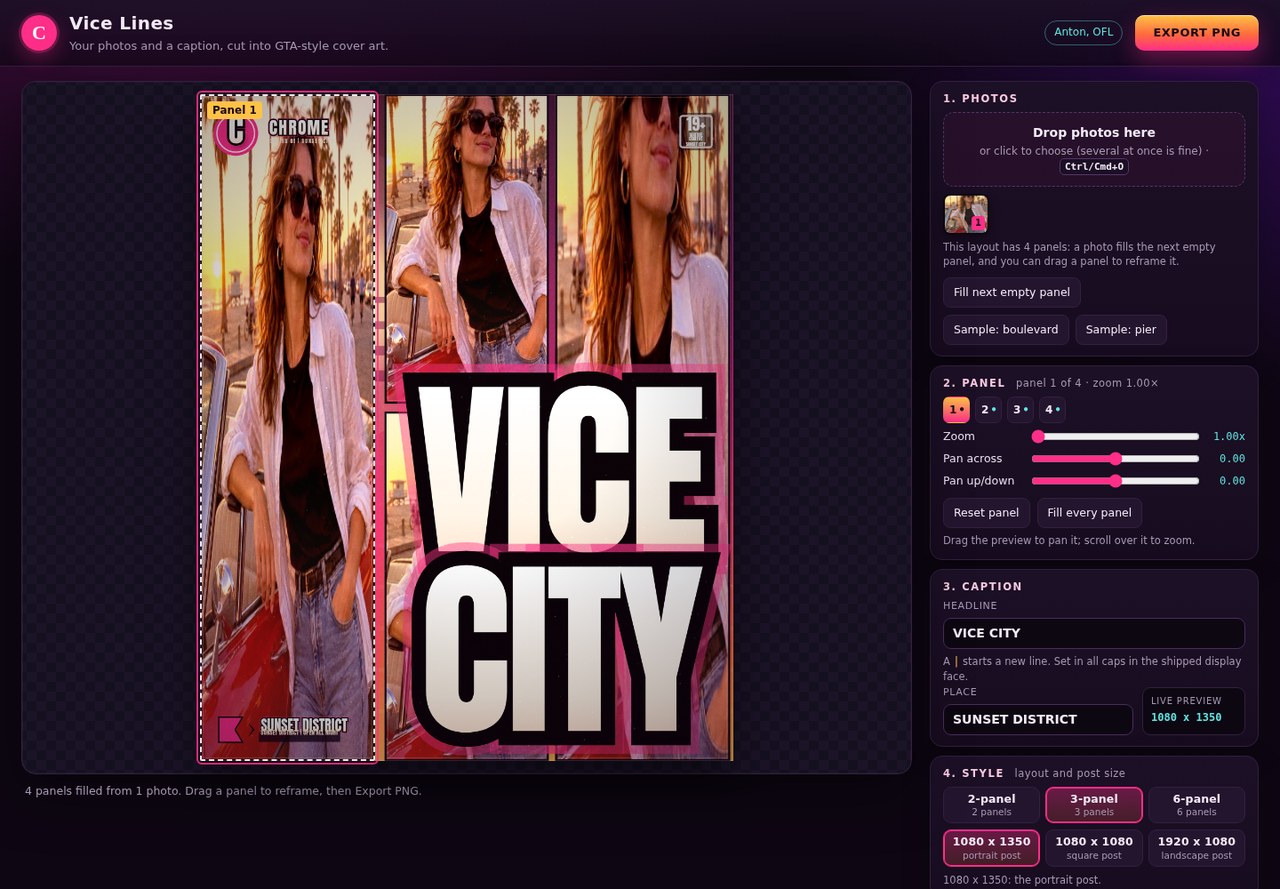 C
Vice Lines
Your photos and a caption, cut into GTA-style cover art.
Anton, OFL
EXPORT PNG
Panel 1
C
CHROME
19+
SUNSET DISTRICT
VICE
CITY
4 panels filled from 1 photo. Drag a panel to reframe, then Export PNG.
1. PHOTOS
Drop photos here
or click to choose (several at once is fine) ·
Ctrl/Cmd+O
1
This layout has 4 panels: a photo fills the next empty
panel, and you can drag a panel to reframe it.
Fill next empty panel
Sample: boulevard
Sample: pier
2. PANEL panel 1 of 4 · zoom 1.00×
1• 2• 3• 4•
Zoom 1.00x
Pan across 0.00
Pan up/down 0.00
Reset panel
Fill every panel
Drag the preview to pan it; scroll over it to zoom.
3. CAPTION
HEADLINE
VICE CITY
A | starts a new line. Set in all caps in the shipped display
face.
PLACE
SUNSET DISTRICT
LIVE PREVIEW
1080 x 1350
4. STYLE layout and post size
2-panel
2 panels
3-panel
3 panels
6-panel
6 panels
1080 x 1350
portrait post
1080 x 1080
square post
1920 x 1080
landscape post
1080 x 1350: the portrait post.